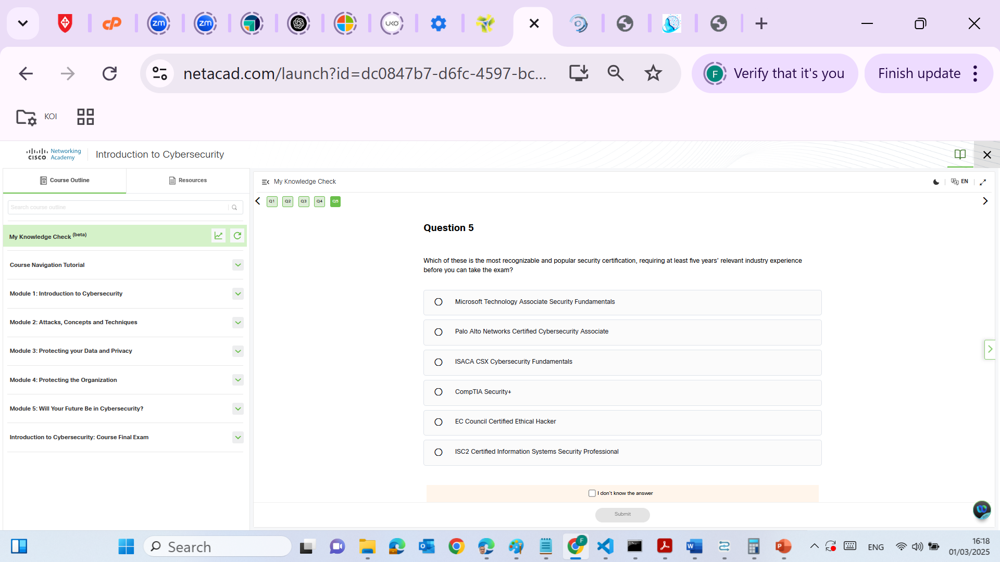 netacad.com/launch?id=dc0847b7-d6fc-4597-bc...
Verify that it's you
Finish update
KOI
Networking
CISCO Academy
Introduction to Cybersecurity
Course Outline
Resources
My Knowledge Check
EN
Search course outline
Q1
Q2
Q3
Q4
Q5
Question 5
My Knowledge Check (beta)
Which of these is the most recognizable and popular security certification, requiring at least five years’ relevant industry experience
before you can take the exam?
Course Navigation Tutorial
Module 1: Introduction to Cybersecurity
Microsoft Technology Associate Security Fundamentals
Module 2: Attacks, Concepts and Techniques
Palo Alto Networks Certified Cybersecurity Associate
Module 3: Protecting your Data and Privacy
ISACA CSX Cybersecurity Fundamentals
Module 4: Protecting the Organization
CompTIA Security+
Module 5: Will Your Future Be in Cybersecurity?
EC Council Certified Ethical Hacker
Introduction to Cybersecurity: Course Final Exam
ISC2 Certified Information Systems Security Professional
I don't know the answer
Submit
Search
ENG
16:18
01/03/2025